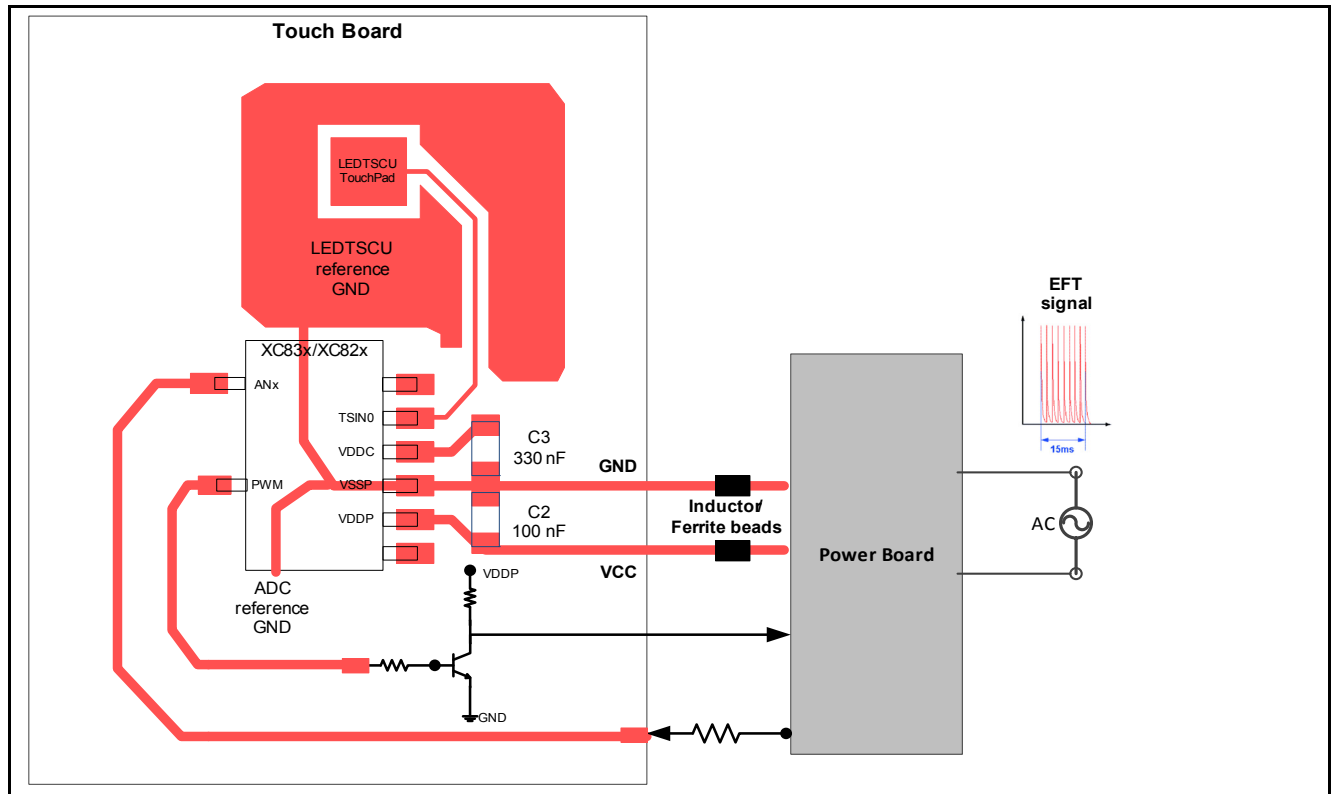 Touch Board
LEDTSCU
TouchPad
LEDTSCU
reference
GND
XC83x/XC82x
ANx
TSIN0
VDDC
PWM
VSSP
VDDP
C3
330 nF
C2
100 nF
GND
Inductor/
Ferrite beads
VCC
ADC
reference
GND
VDDP
GND
Power Board
EFT
signal
15ms
AC